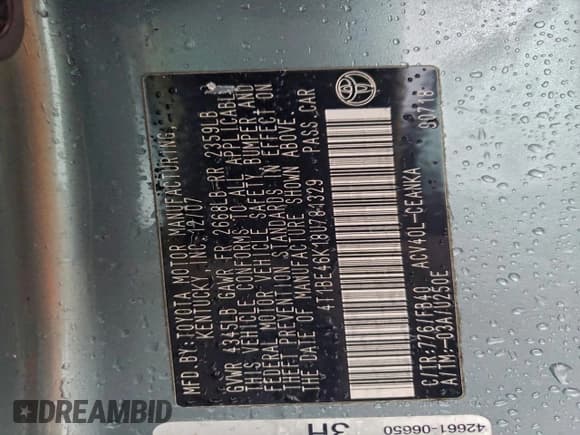 MFD.BY:TOYOTA MOTOR MANUFACTURING,
KENTUCKY, INC. 12/07
GVWR 4345LB GAWR FR 2668LB RR 2359LB
THIS VEHICLE CONFORMS TO ALL APPLICABLE
FEDERAL MOTOR VEHICLE SAFETY, BUMPER, AND
THEFT PREVENTION STANDARDS IN EFFECT ON
THE DATE OF MANUFACTURE SHOWN ABOVE.
4T1BE46K18U781329 PASS.CAR
C/TR:776/FB40 ACV40L-CEANKA
A/TM:-03A/U250E 90718
42661-06650
3H
DREAMBID